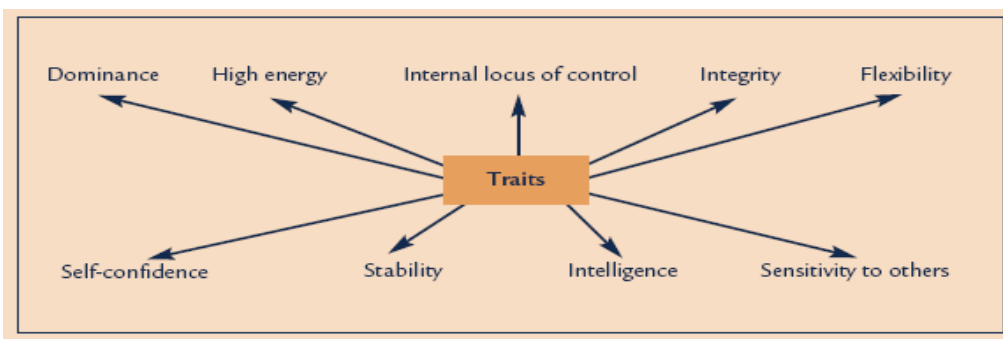 Dominance High energy Internal locus of control Integrity Flexibility
Traits
Self-confidence Stability Intelligence Sensitivity to others